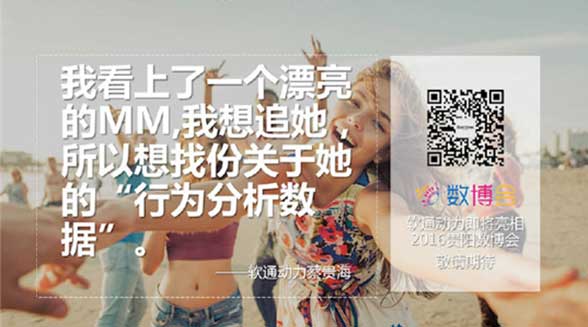 我看上了一个漂亮
的MM,我想追她，
所以想找份关于她
的“行为分析数
据”。
——软通动力蔡贵海
数博会
软通动力即将亮相
2016贵阳数博会
敬请期待